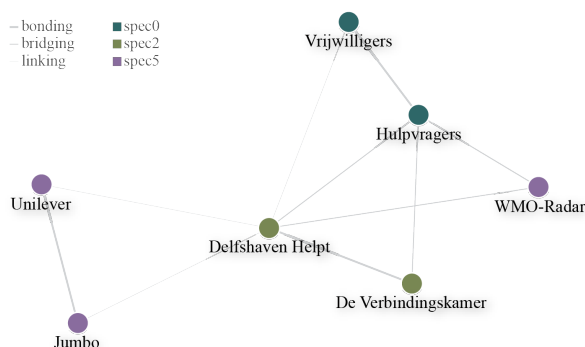 bonding
bridging
linking
spec0
spec2
spec5
Vrijwilligers
Hulpvragers
Unilever
WMO-Radar
Delfshaven Helpt
De Verbindingskamer
Jumbo